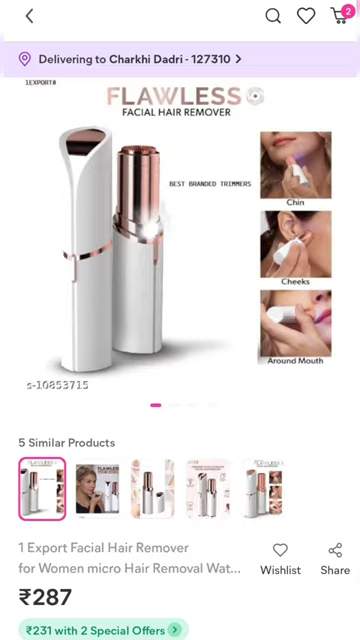 2
Delivering to Charkhi Dadri - 127310
1EXPORT#
FLAWLESS
FACIAL HAIR REMOVER
BEST BRANDED TRIMMERS
Chin
Cheeks
Around Mouth
s-10853715
5 Similar Products
FLAWLESS
1 Export Facial Hair Remover
for Women micro Hair Removal Wat...
Wishlist
Share
₹287
₹231 with 2 Special Offers